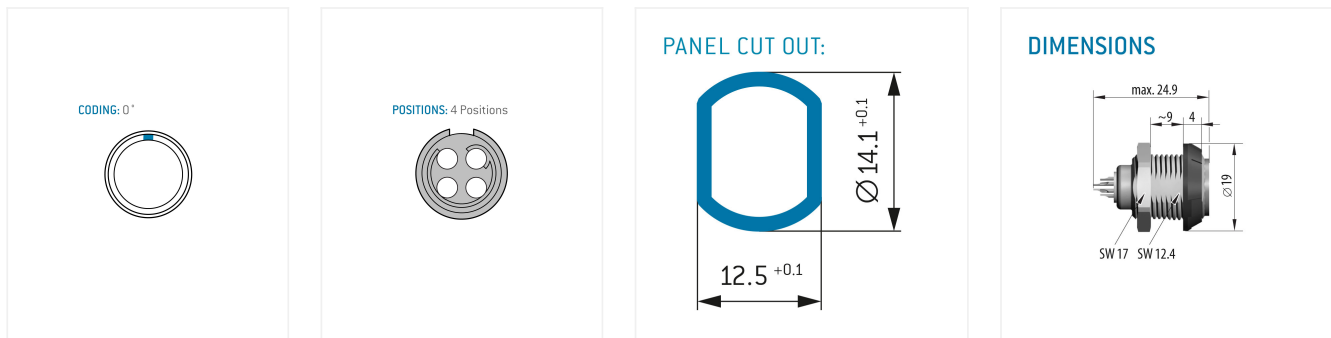 CODING: 0°
POSITIONS: 4 Positions
PANEL CUT OUT:
Ø14.1 +0.1
12.5 +0.1
DIMENSIONS
max. 24.9
~9
4
Ø19
SW 17
SW 12.4